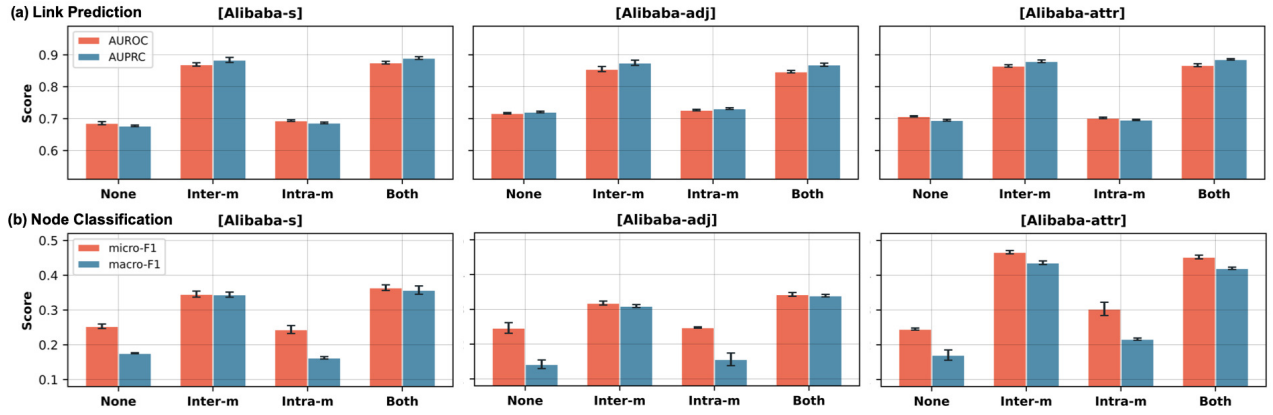 (a) Link Prediction
[Alibaba-s]
[Alibaba-adj]
[Alibaba-attr]
Score
0.9
0.8
0.7
0.6
AUROC
AUPRC
None Inter-m Intra-m Both
None Inter-m Intra-m Both
None Inter-m Intra-m Both
(b) Node Classification
[Alibaba-s]
[Alibaba-adj]
[Alibaba-attr]
Score
0.5
0.4
0.3
0.2
0.1
micro-F1
macro-F1
None Inter-m Intra-m Both
None Inter-m Intra-m Both
None Inter-m Intra-m Both